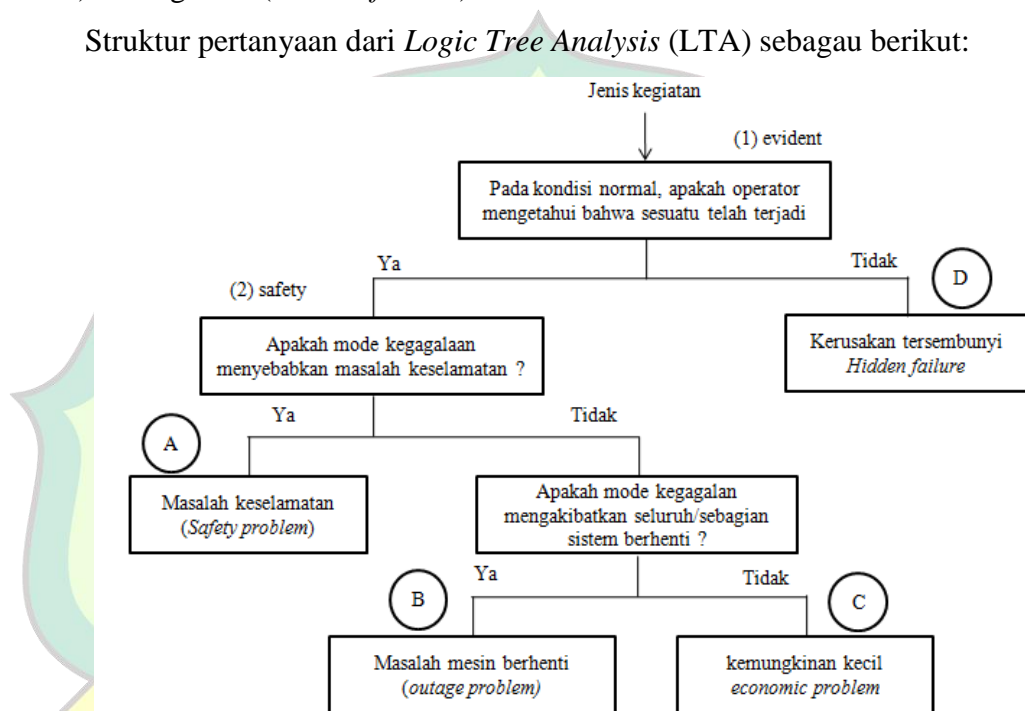 Struktur pertanyaan dari Logic Tree Analysis (LTA) sebagau berikut:
Jenis kegiatan
(1) evident
Pada kondisi normal, apakah operator
mengetahui bahwa sesuatu telah terjadi
Ya
Tidak
D
(2) safety
Apakah mode kegagalaan
menyebabkan masalah keselamatan ?
Kerusakan tersembunyi
Hidden failure
Ya
Tidak
A
Masalah keselamatan
(Safety problem)
Apakah mode kegagalan
mengakibatkan seluruh/sebagian
sistem berhenti ?
Ya
Tidak
B
C
Masalah mesin berhenti
(outage problem)
kemungkinan kecil
economic problem